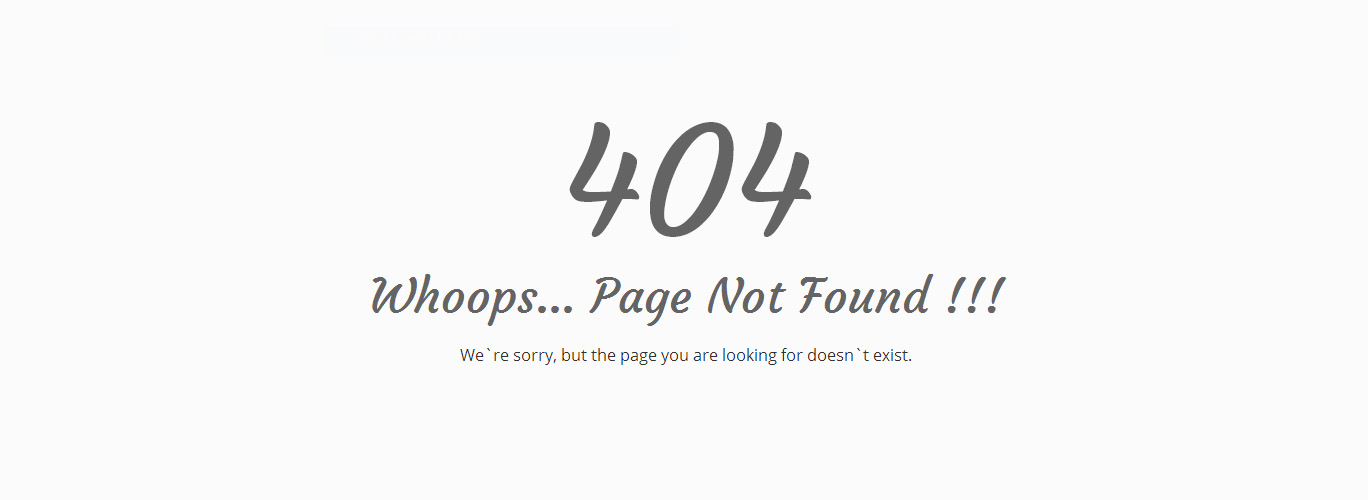 404
Whoops... Page Not Found !!!
We`re sorry, but the page you are looking for doesn`t exist.